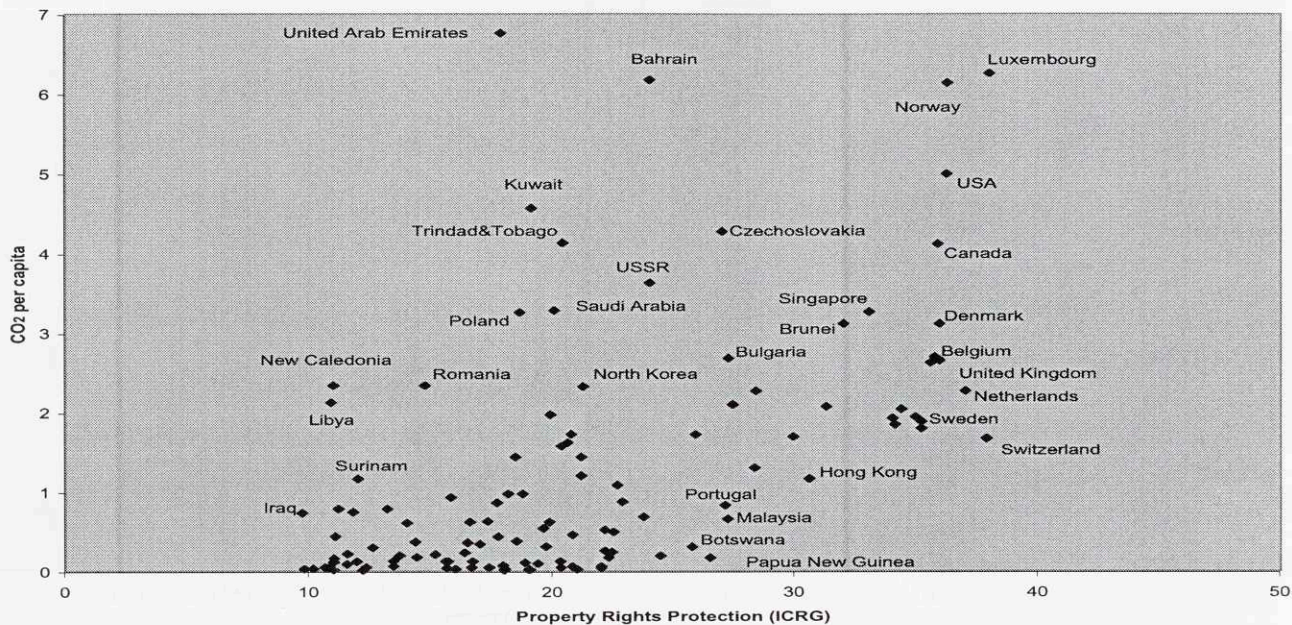 7
United Arab Emirates
Bahrain
Luxembourg
6
Norway
5
USA
Kuwait
Trindad&Tobago
Czechoslovakia
4
Canada
USSR
Singapore
Saudi Arabia
Poland
Denmark
3
Brunei
Bulgaria
Belgium
New Caledonia
Romania
North Korea
United Kingdom
Netherlands
2
Libya
Sweden
Switzerland
Surinam
Hong Kong
1
Portugal
Iraq
Malaysia
Botswana
Papua New Guinea
0
CO2 per capita
0 10 20 30 40 50
Property Rights Protection (ICRG)